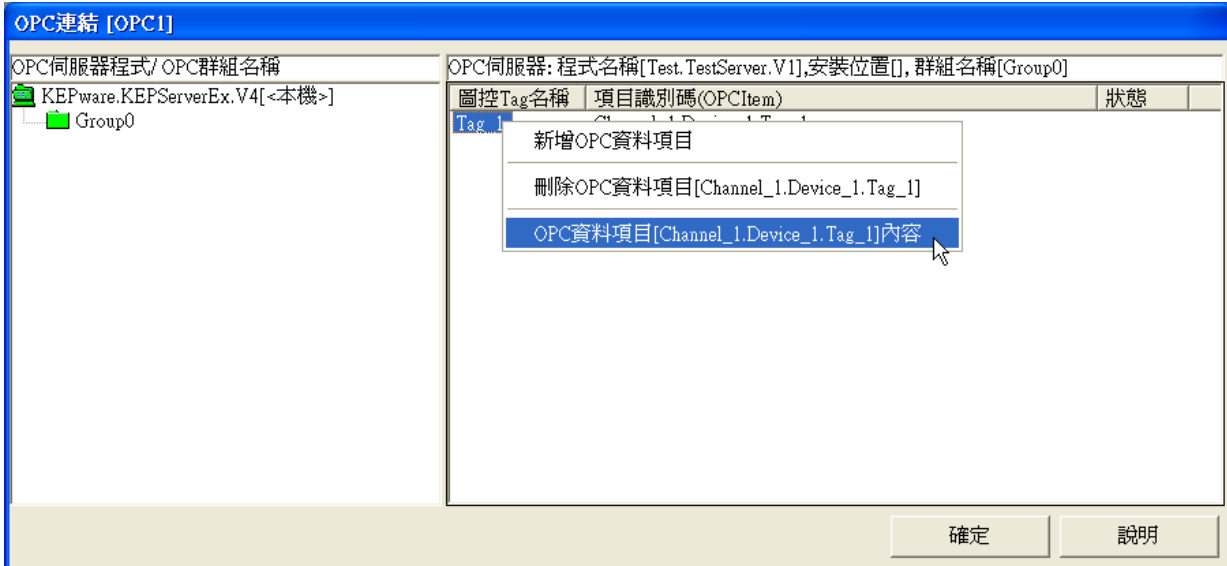 OPC連結 [OPC1]
OPC伺服器程式/ OPC群組名稱
KEPware.KEPServerEx.V4[<本機>]
Group0
OPC伺服器: 程式名稱[Test.TestServer.V1],安裝位置[], 群組名稱[Group0]
圖控Tag名稱 項目識別碼(OPCItem) 狀態
Tag_1
新增OPC資料項目
刪除OPC資料項目[Channel_1.Device_1.Tag_1]
OPC資料項目[Channel_1.Device_1.Tag_1]內容
確定 說明